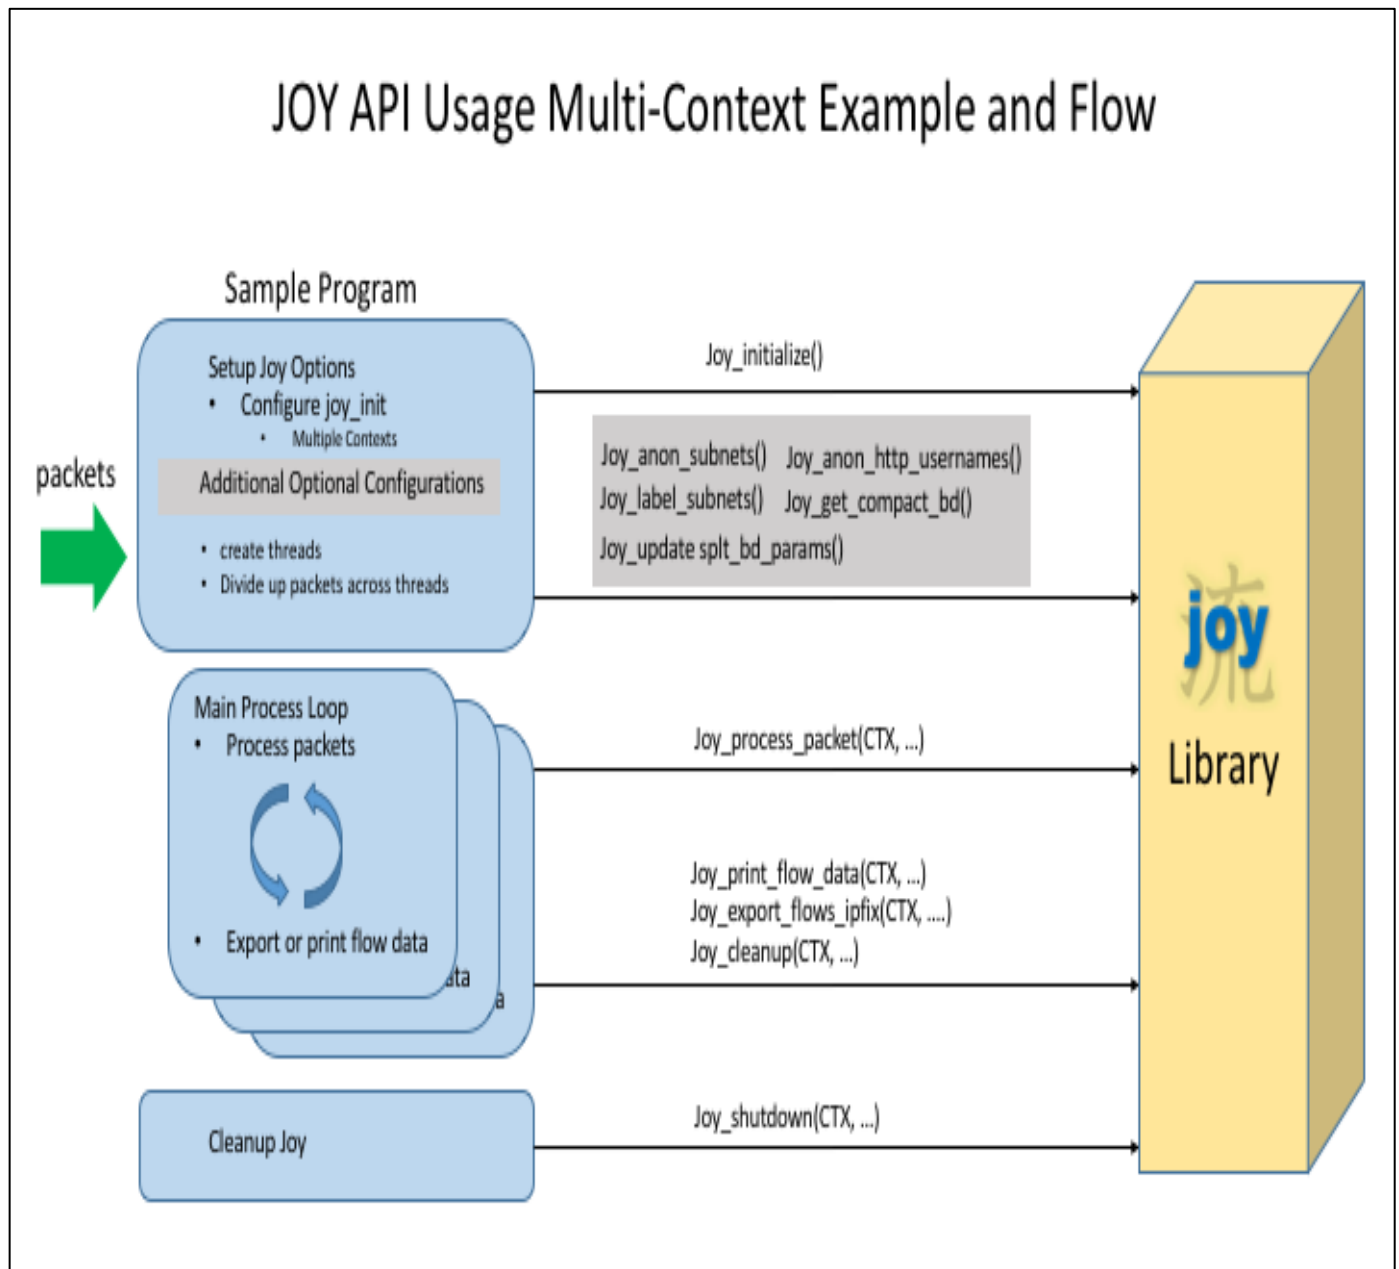 JOY API Usage Multi-Context Example and Flow
Sample Program
Setup Joy Options
• Configure joy_init
• Multiple Contexts
Additional Optional Configurations
• create threads
• Divide up packets across threads
packets
Joy_initialize()
Joy_anon_subnets() Joy_anon_http_usernames()
Joy_label_subnets() Joy_get_compact_bd()
Joy_update splt_bd_params()
Main Process Loop
• Process packets
• Export or print flow data
ata
a
Joy_process_packet(CTX, ...)
Joy_print_flow_data(CTX, ...)
Joy_export_flows_ipfix(CTX, ....)
Joy_cleanup(CTX, ...)
Cleanup Joy
Joy_shutdown(CTX, ...)
流
joy
Library